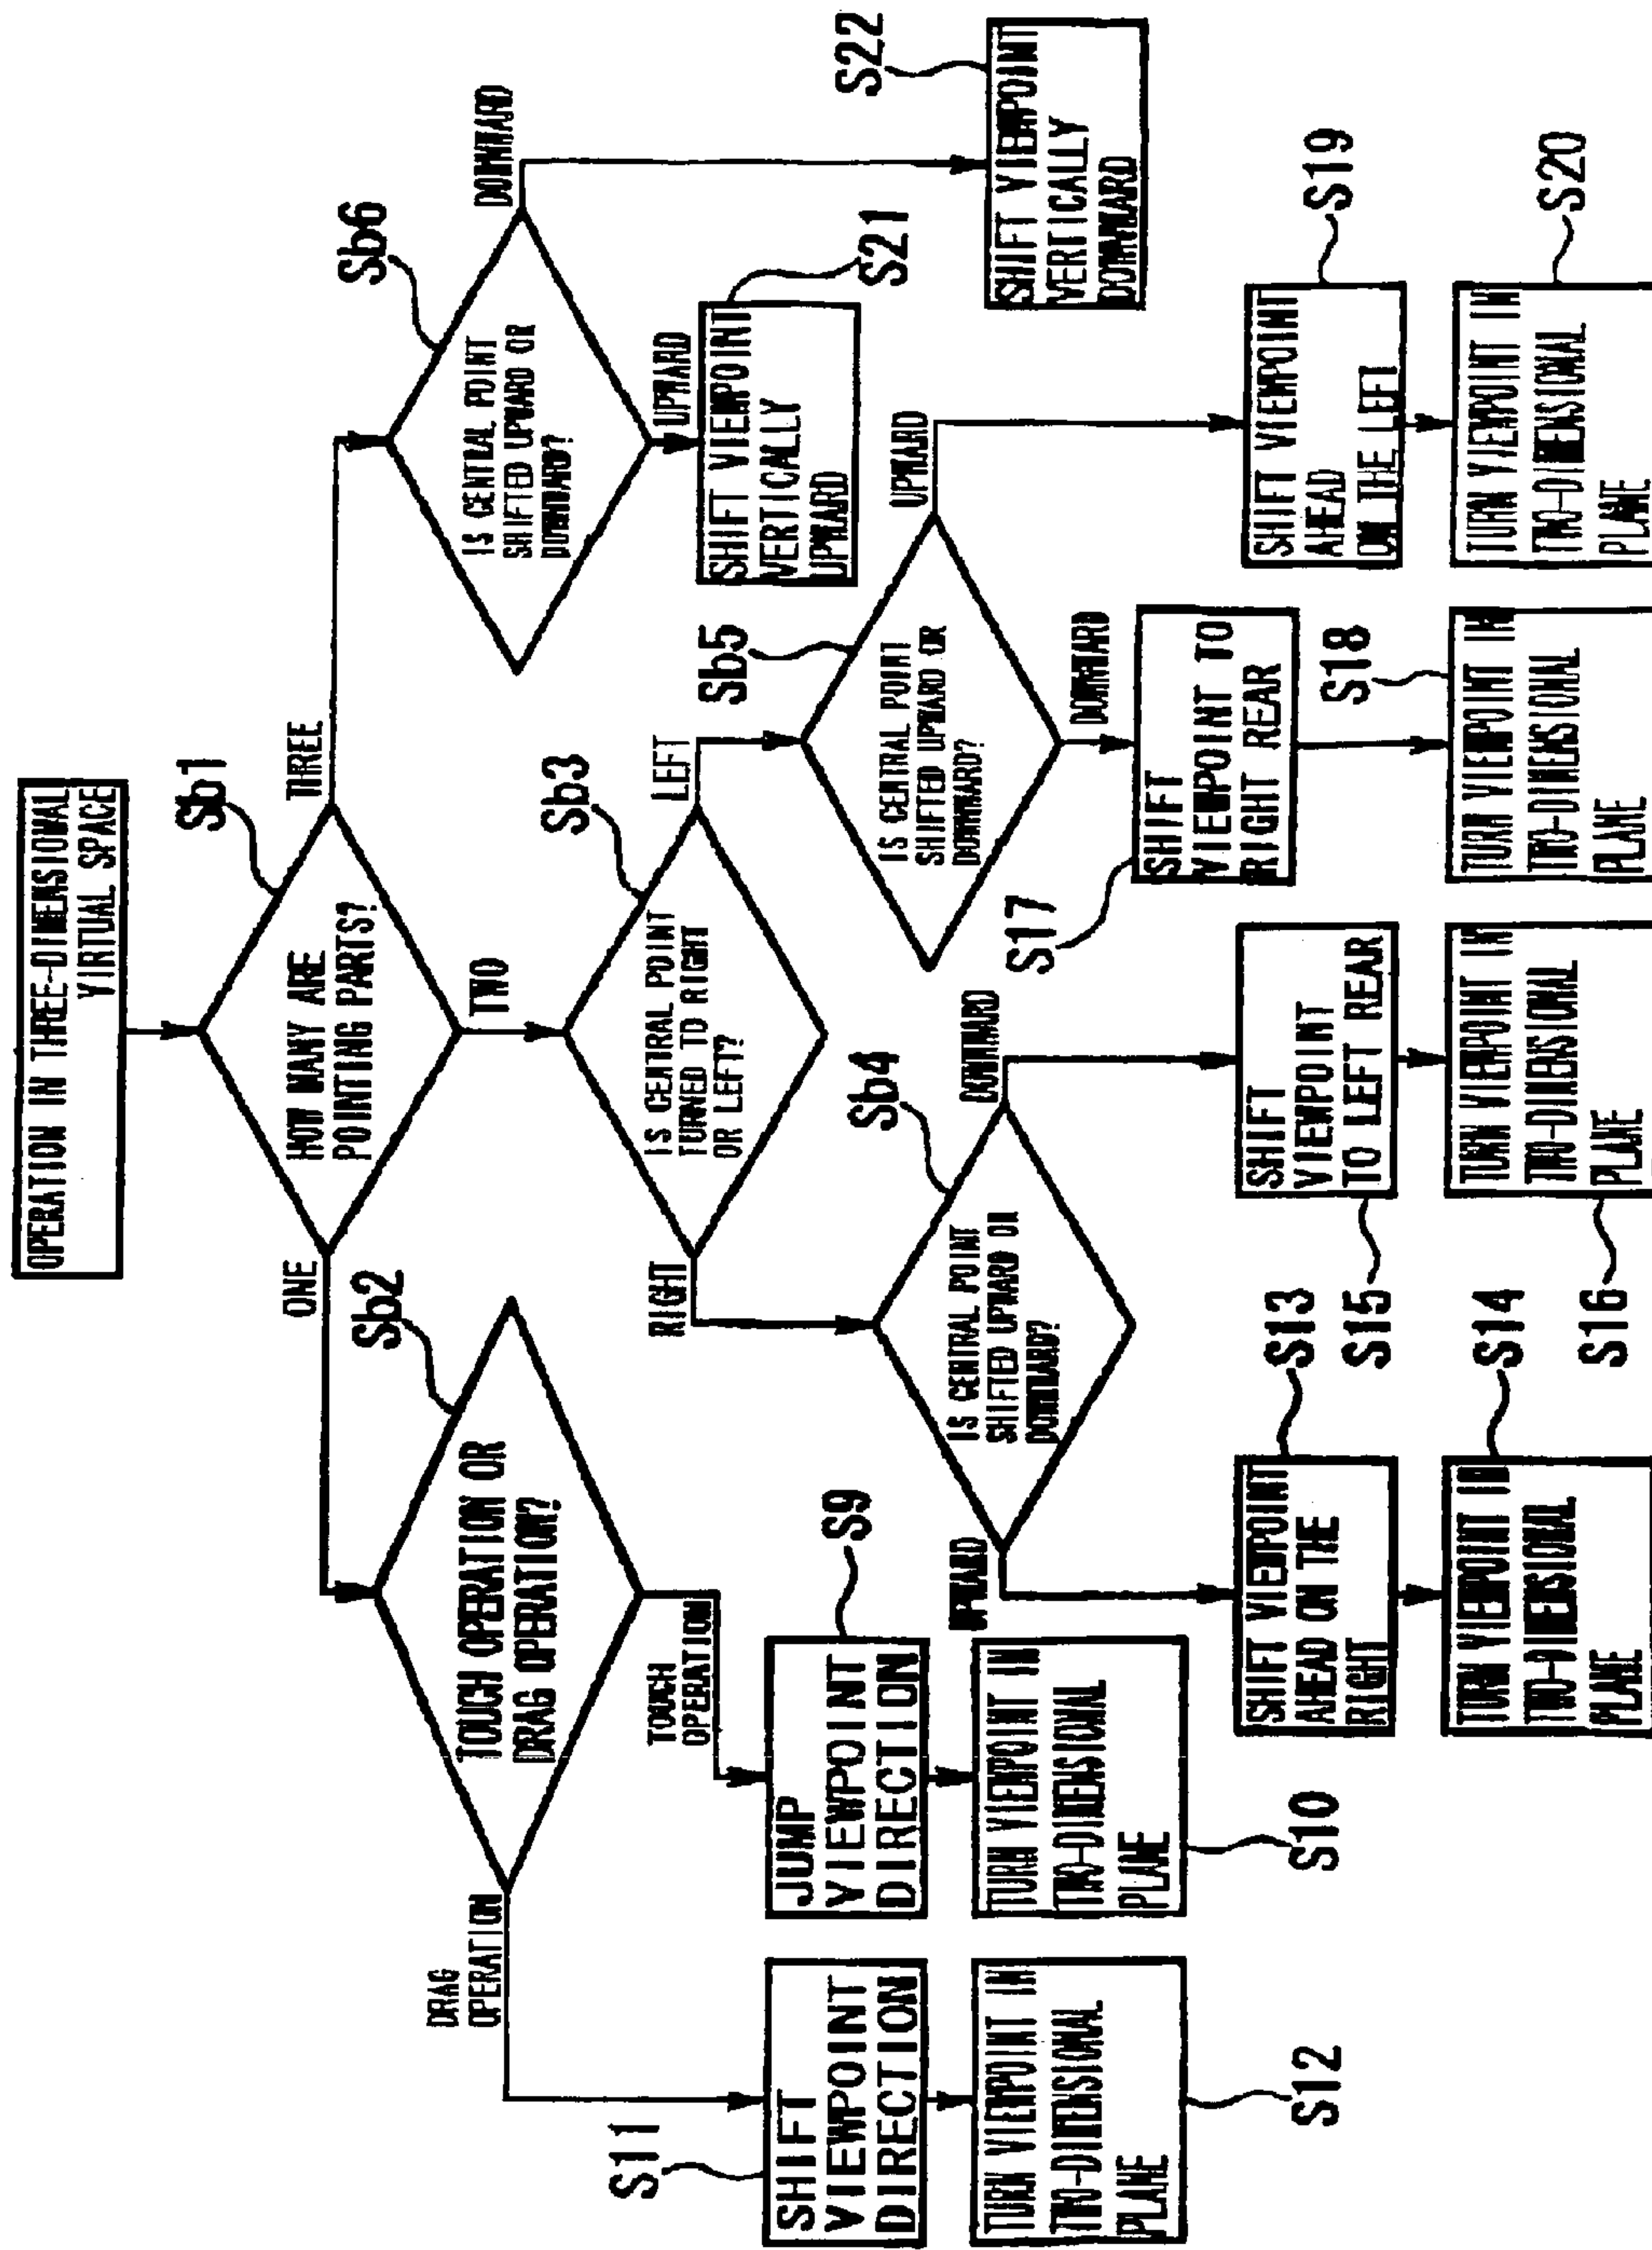 OPERATION IN THREE-DIMENSIONAL
VIRTUAL SPACE
Sb1
HOW MANY ARE
POINTING PARTS?
ONE
TWO
THREE
Sb2
TOUCH OPERATION OR
DRAG OPERATION?
DRAG
OPERATION
TOUCH
OPERATION
Sb3
IS CENTRAL POINT
TURNED TO RIGHT
OR LEFT?
RIGHT
LEFT
Sb6
IS CENTRAL POINT
SHIFTED UPWARD OR
DOWNWARD?
UPWARD
DOWNWARD
S11
SHIFT
VIEWPOINT
DIRECTION
S9
JUMP
VIEWPOINT
DIRECTION
Sb4
IS CENTRAL POINT
SHIFTED UPWARD OR
DOWNWARD?
UPWARD
DOWNWARD
Sb5
IS CENTRAL POINT
SHIFTED UPWARD OR
DOWNWARD?
DOWNWARD
UPWARD
SHIFT VIEWPOINT
VERTICALLY
UPWARD
S21
SHIFT VIEWPOINT
VERTICALLY
DOWNWARD
S22
TURN VIEWPOINT IN
TWO-DIMENSIONAL
PLANE
S12
TURN VIEWPOINT IN
TWO-DIMENSIONAL
PLANE
S10
SHIFT VIEWPOINT
AHEAD ON THE
RIGHT
S13
SHIFT
VIEWPOINT
TO LEFT REAR
S15
S17
SHIFT
VIEWPOINT TO
RIGHT REAR
SHIFT VIEWPOINT
AHEAD
ON THE LEFT
S19
TURN VIEWPOINT IN
TWO-DIMENSIONAL
PLANE
S14
TURN VIEWPOINT IN
TWO-DIMENSIONAL
PLANE
S16
TURN VIEWPOINT IN
TWO-DIMENSIONAL
PLANE
S18
TURN VIEWPOINT IN
TWO-DIMENSIONAL
PLANE
S20